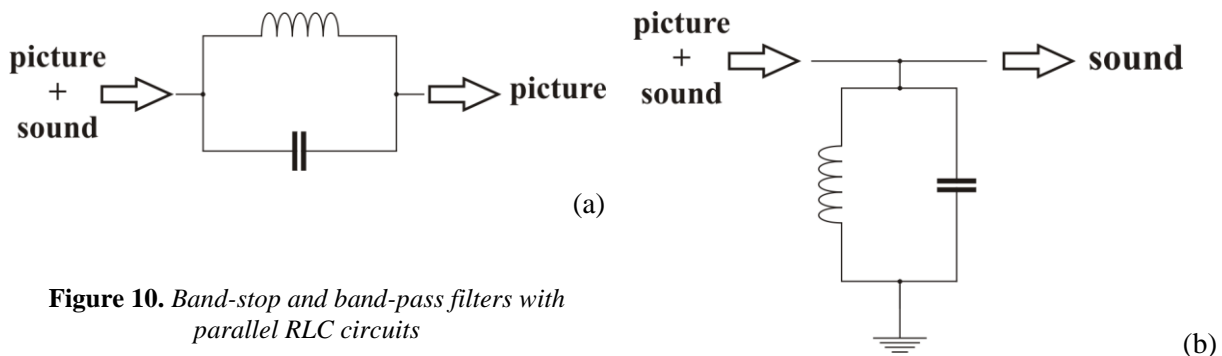 picture
+
sound
picture
(a)
picture
+
sound
sound
(b)
Figure 10. Band-stop and band-pass filters with
parallel RLC circuits